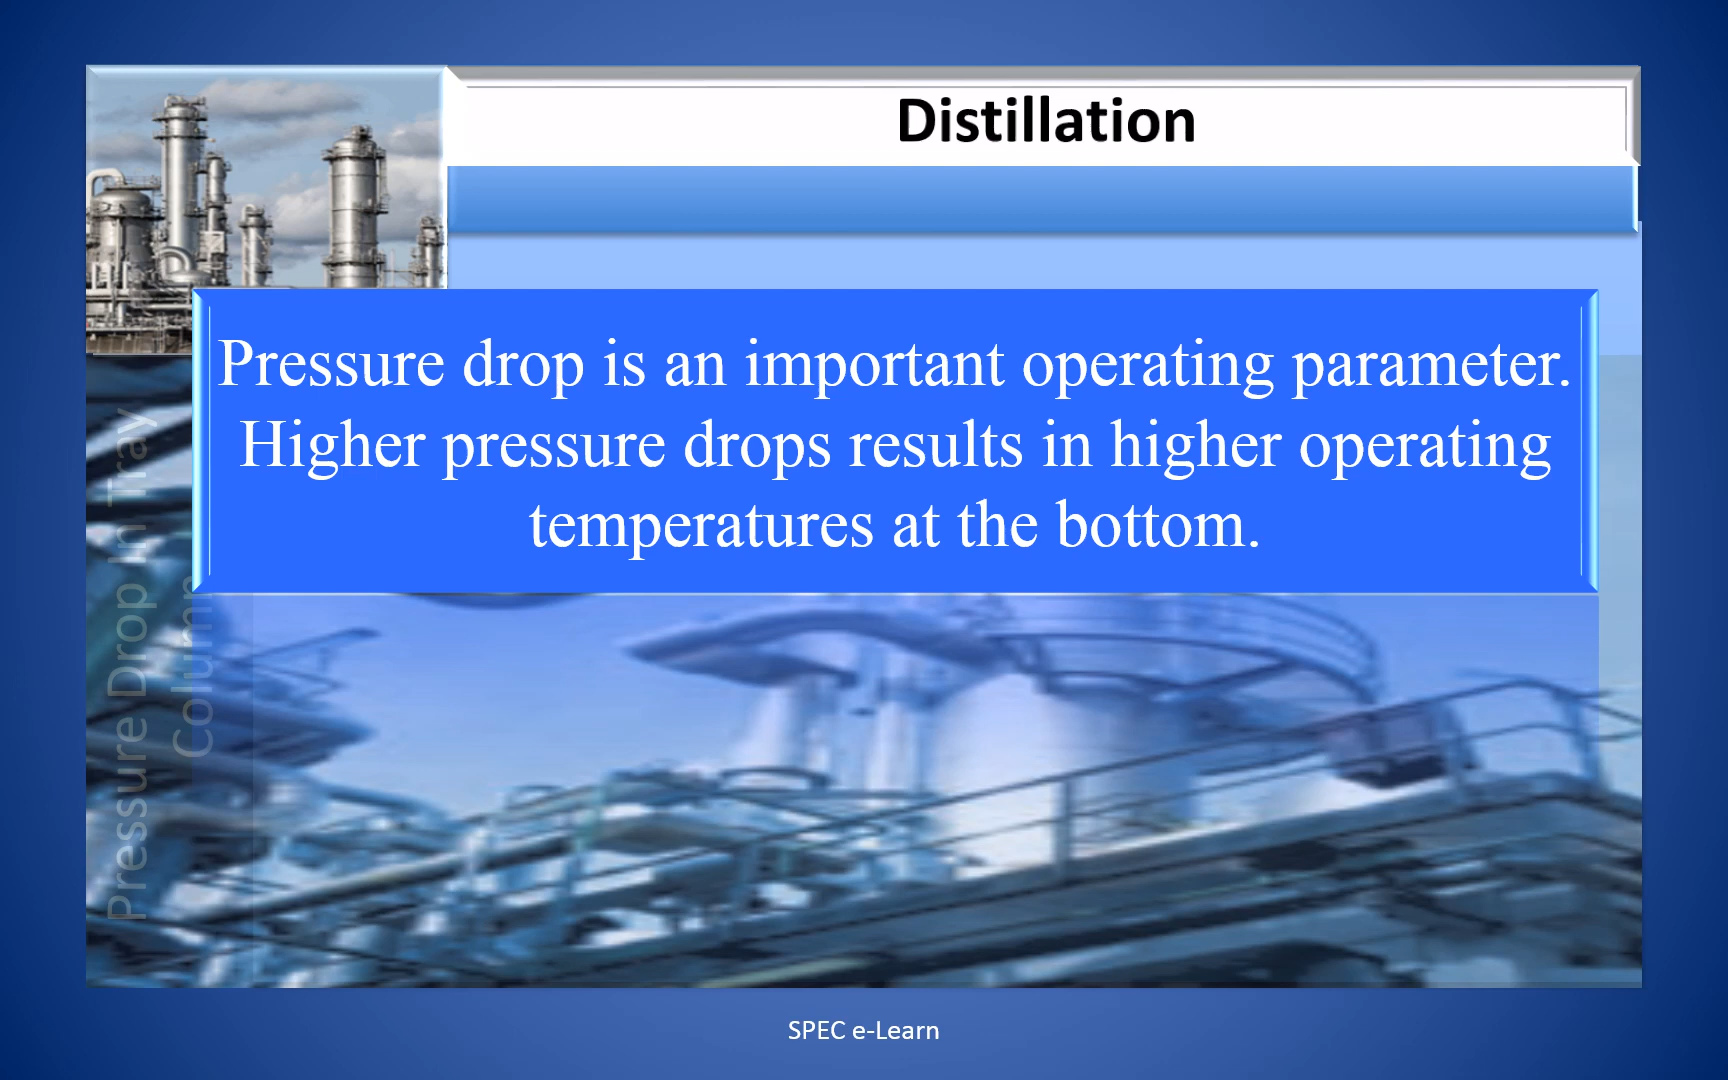 Distillation
Pressure drop is an important operating parameter.
Higher pressure drops results in higher operating
temperatures at the bottom.
Pressure Drop In Tray
Column
SPEC e-Learn